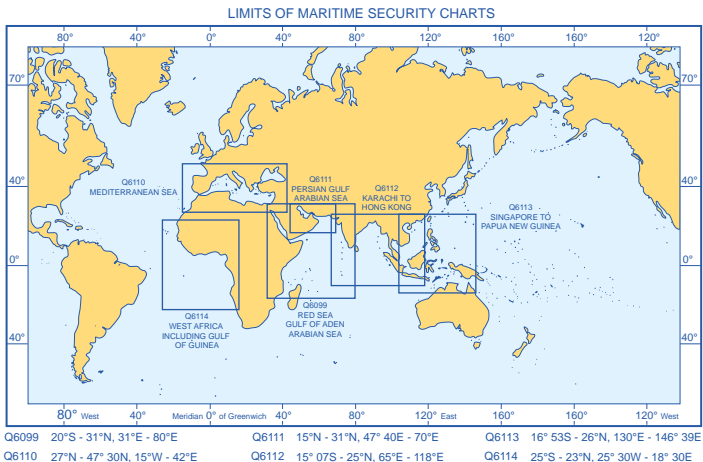 LIMITS OF MARITIME SECURITY CHARTS
80° 40° 0° 40° 80° 120° 160° 160° 120°
70° 70°
Q6110
MEDITERRANEAN SEA
Q6111
PERSIAN GULF
ARABIAN SEA
Q6112
KARACHI TO
HONG KONG
40° 40°
Q6113
SINGAPORE TO
PAPUA NEW GUINEA
0° 0°
Q6114
WEST AFRICA
INCLUDING GULF
OF GUINEA
Q6099
RED SEA
GULF OF ADEN
ARABIAN SEA
40° 40°
80° West 40° Meridian 0° of Greenwich 40° 80° 120° East 160° 160° 120° West
Q6099 20°S - 31°N, 31°E - 80°E Q6111 15°N - 31°N, 47° 40E - 70°E Q6113 16° 53S - 26°N, 130°E - 146° 39E
Q6110 27°N - 47° 30N, 15°W - 42°E Q6112 15° 07S - 25°N, 65°E - 118°E Q6114 25°S - 23°N, 25° 30W - 18° 30E